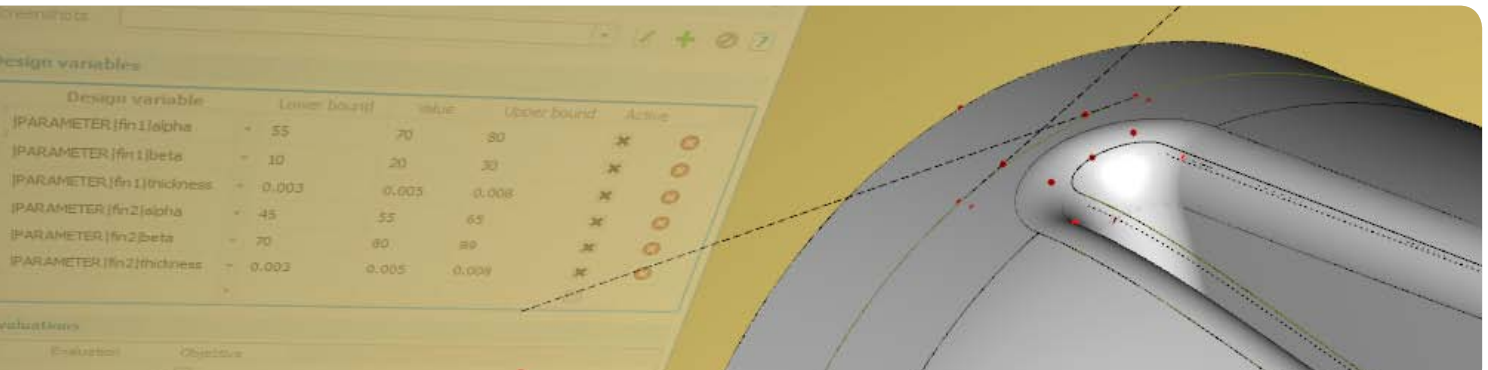 Screenshots
Design variables
Design variable Lower bound Value Upper bound Active
|PARAMETER|fin1|alpha 55 70 80
|PARAMETER|fin1|beta 10 20 30
|PARAMETER|fin1|thickness 0.003 0.005 0.008
|PARAMETER|fin2|alpha 45 55 65
|PARAMETER|fin2|beta 70 80 89
|PARAMETER|fin2|thickness 0.003 0.005 0.008
Evaluations
Evaluation Objective